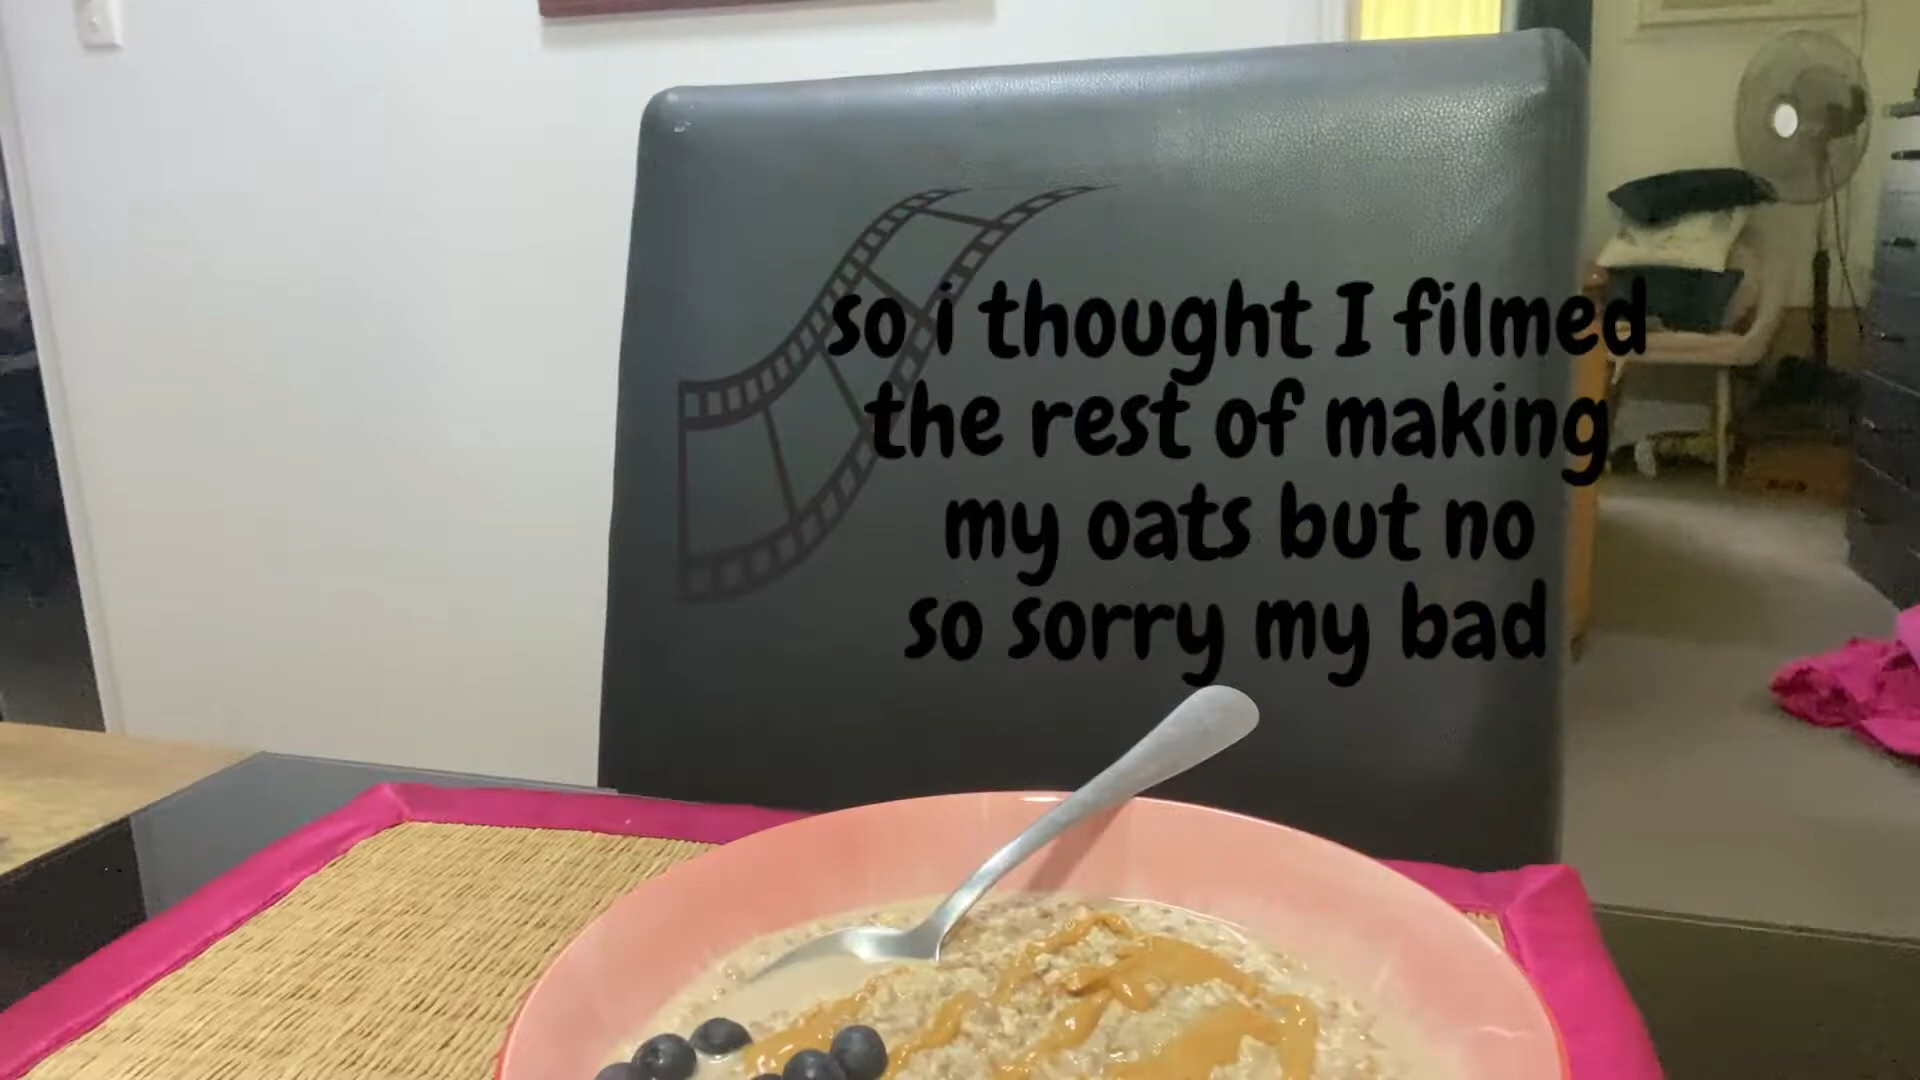 so i thought I filmed
the rest of making
my oats but no
so sorry my bad